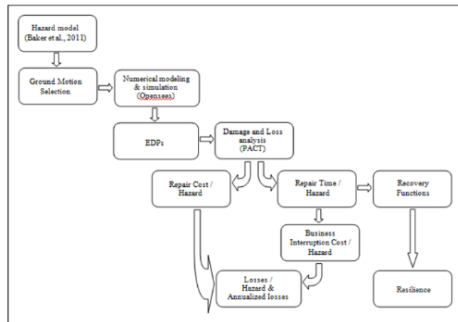 Hazard model
(Baker et al., 2011)
Ground Motion
Selection
Numerical modeling
& simulation
(Opensees)
EDPs
Damage and Loss
analysis
(PACT)
Repair Cost /
Hazard
Repair Time /
Hazard
Recovery
Functions
Business
Interruption Cost /
Hazard
Losses /
Hazard &
Annualized losses
Resilience